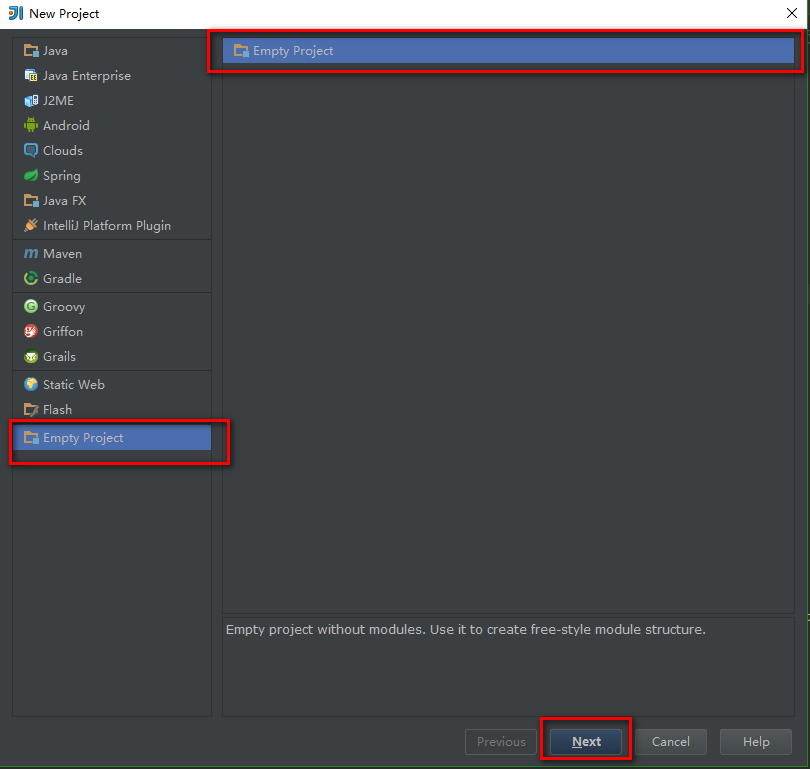 New Project
Java
Java Enterprise
J2ME
Android
Clouds
Spring
Java FX
IntelliJ Platform Plugin
Maven
Gradle
Groovy
Griffon
Grails
Static Web
Flash
Empty Project
Empty Project
Empty project without modules. Use it to create free-style module structure.
Previous
Next
Cancel
Help